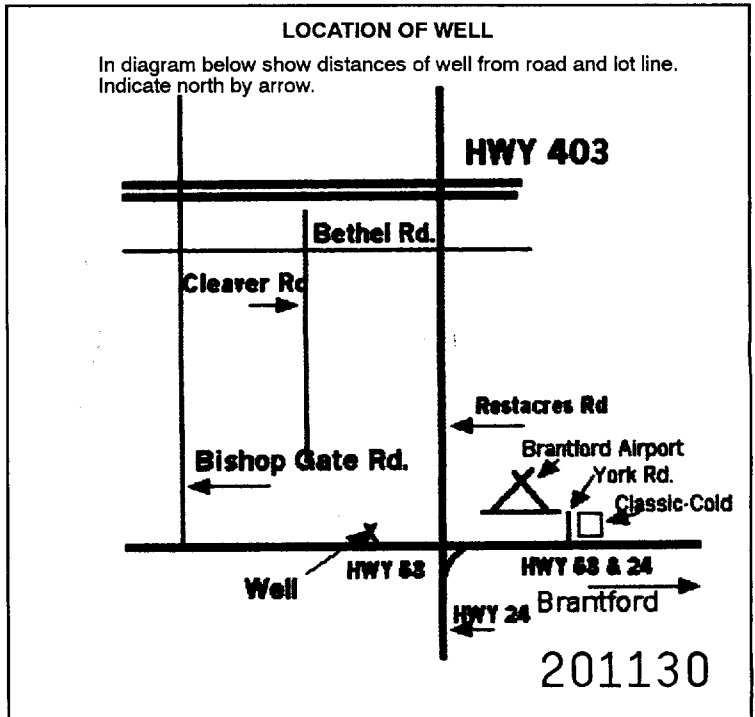 LOCATION OF WELL
In diagram below show distances of well from road and lot line.
Indicate north by arrow.
HWY 403
Bethel Rd.
Cleaver Rd
Restacres Rd
Brantford Airport
Bishop Gate Rd.
York Rd.
Classic-Cold
Well
HWY 53
HWY 53 & 24
Brantford
HWY 24
201130